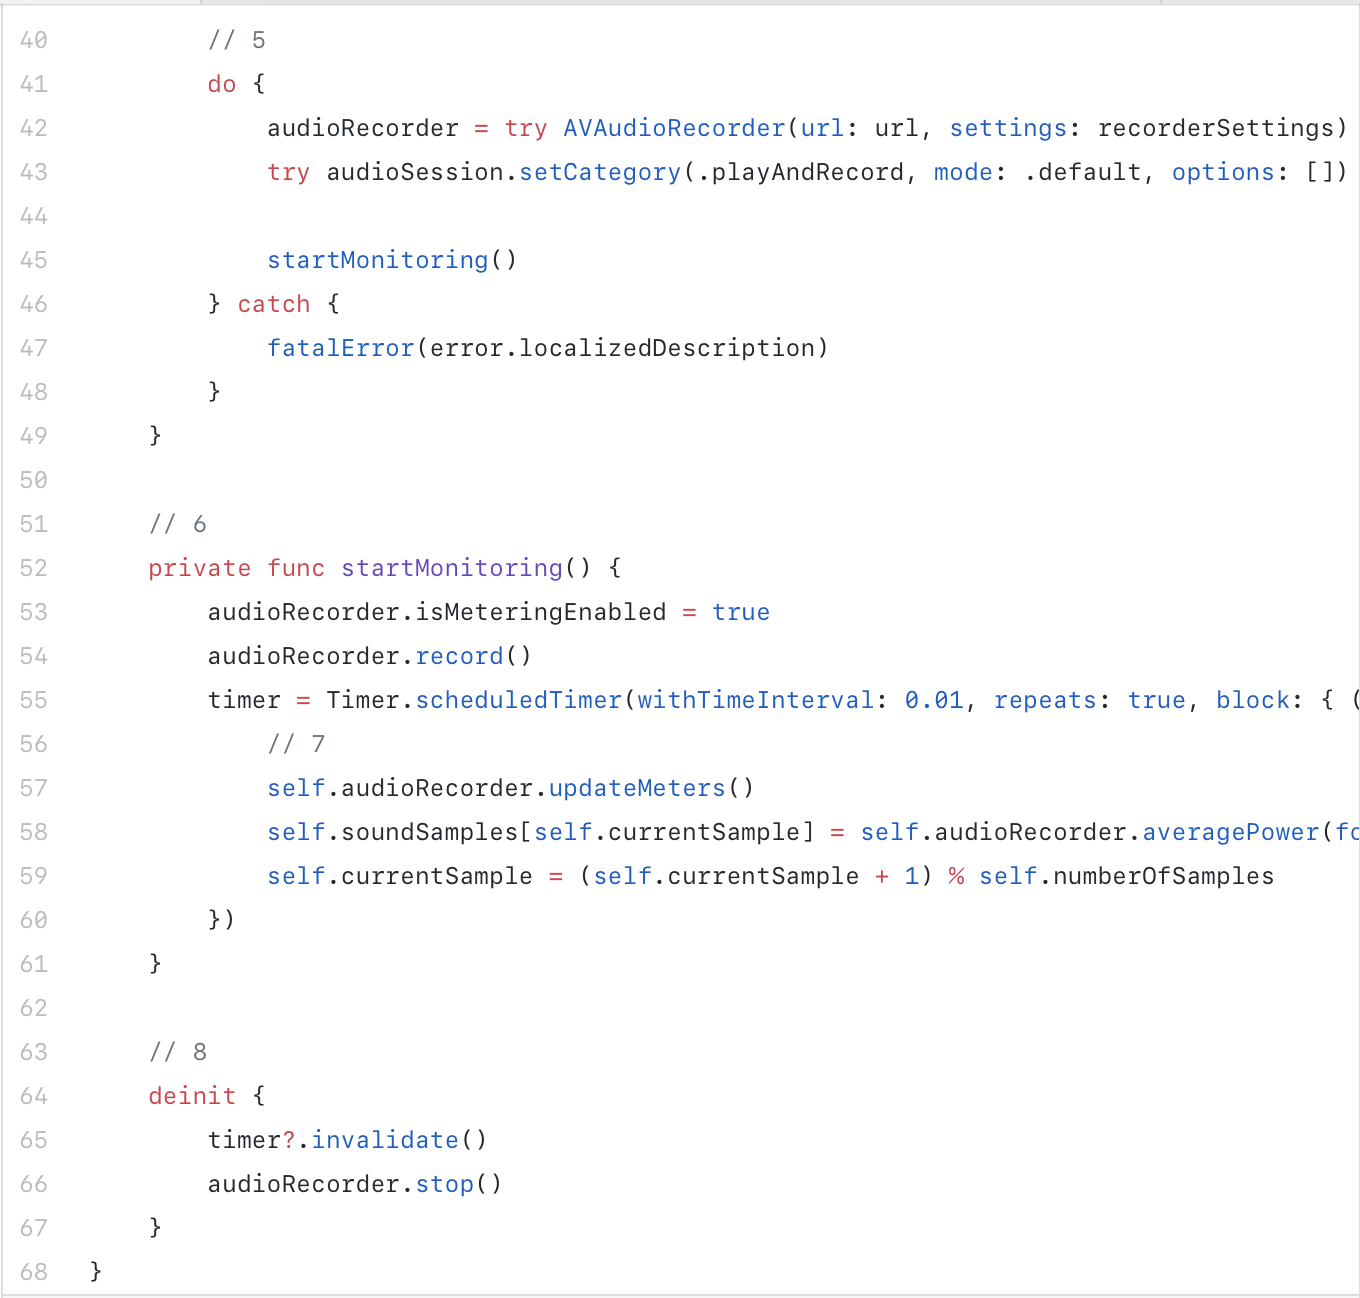 40 // 5
41 do {
42 audioRecorder = try AVAudioRecorder(url: url, settings: recorderSettings)
43 try audioSession.setCategory(.playAndRecord, mode: .default, options: [])
44
45 startMonitoring()
46 } catch {
47 fatalError(error.localizedDescription)
48 }
49 }
50
51 // 6
52 private func startMonitoring() {
53 audioRecorder.isMeteringEnabled = true
54 audioRecorder.record()
55 timer = Timer.scheduledTimer(withTimeInterval: 0.01, repeats: true, block: { (
56 // 7
57 self.audioRecorder.updateMeters()
58 self.soundSamples[self.currentSample] = self.audioRecorder.averagePower(
59 self.currentSample = (self.currentSample + 1) % self.numberOfSamples
60 })
61 }
62
63 // 8
64 deinit {
65 timer?.invalidate()
66 audioRecorder.stop()
67 }
68 }